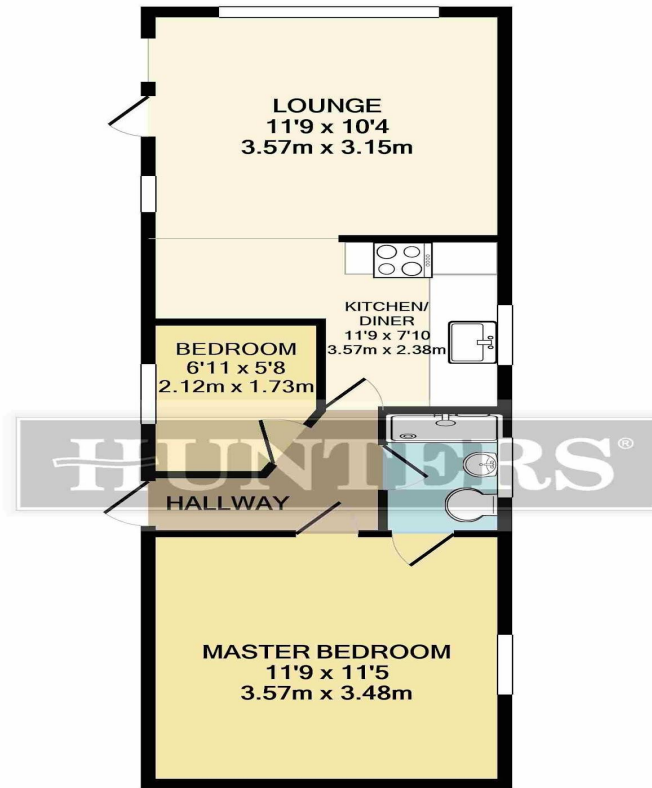 LOUNGE
11'9 x 10'4
3.57m x 3.15m
KITCHEN/
DINER
11'9 x 7'10
3.57m x 2.38m
BEDROOM
6'11 x 5'8
2.12m x 1.73m
HUNTERS®
HALLWAY
MASTER BEDROOM
11'9 x 11'5
3.57m x 3.48m